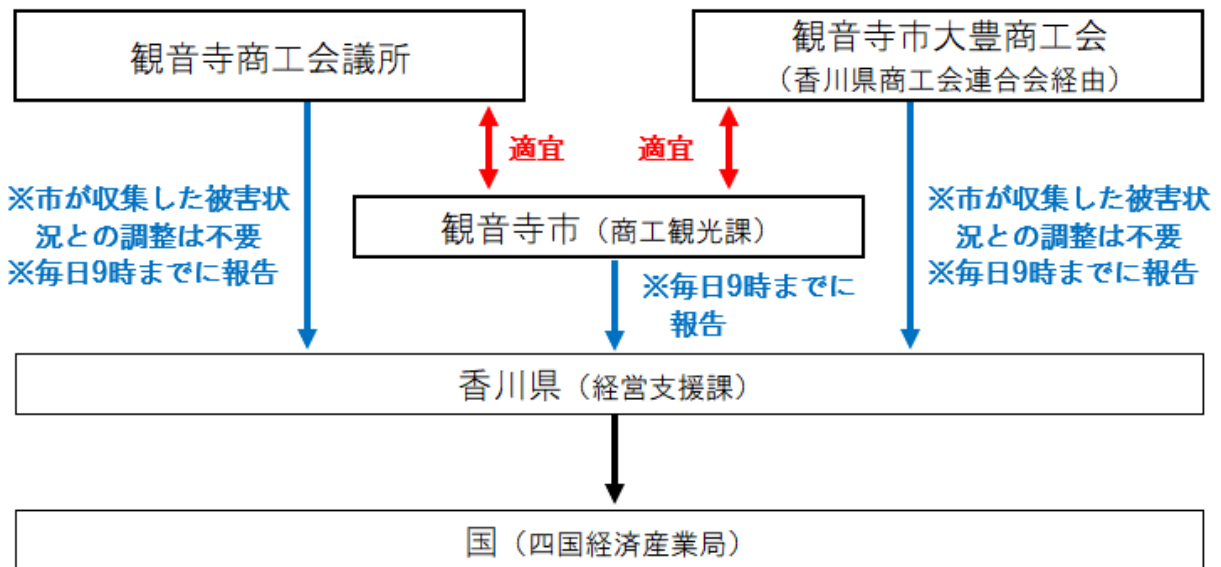 観音寺商工会議所
観音寺市大豊商工会
（香川県商工会連合会経由）
適宜
適宜
※市が収集した被害状
況との調整は不要
※毎日9時までに報告
観音寺市（商工観光課）
※市が収集した被害状
況との調整は不要
※毎日9時までに報告
※毎日9時までに
報告
香川県（経営支援課）
国（四国経済産業局）